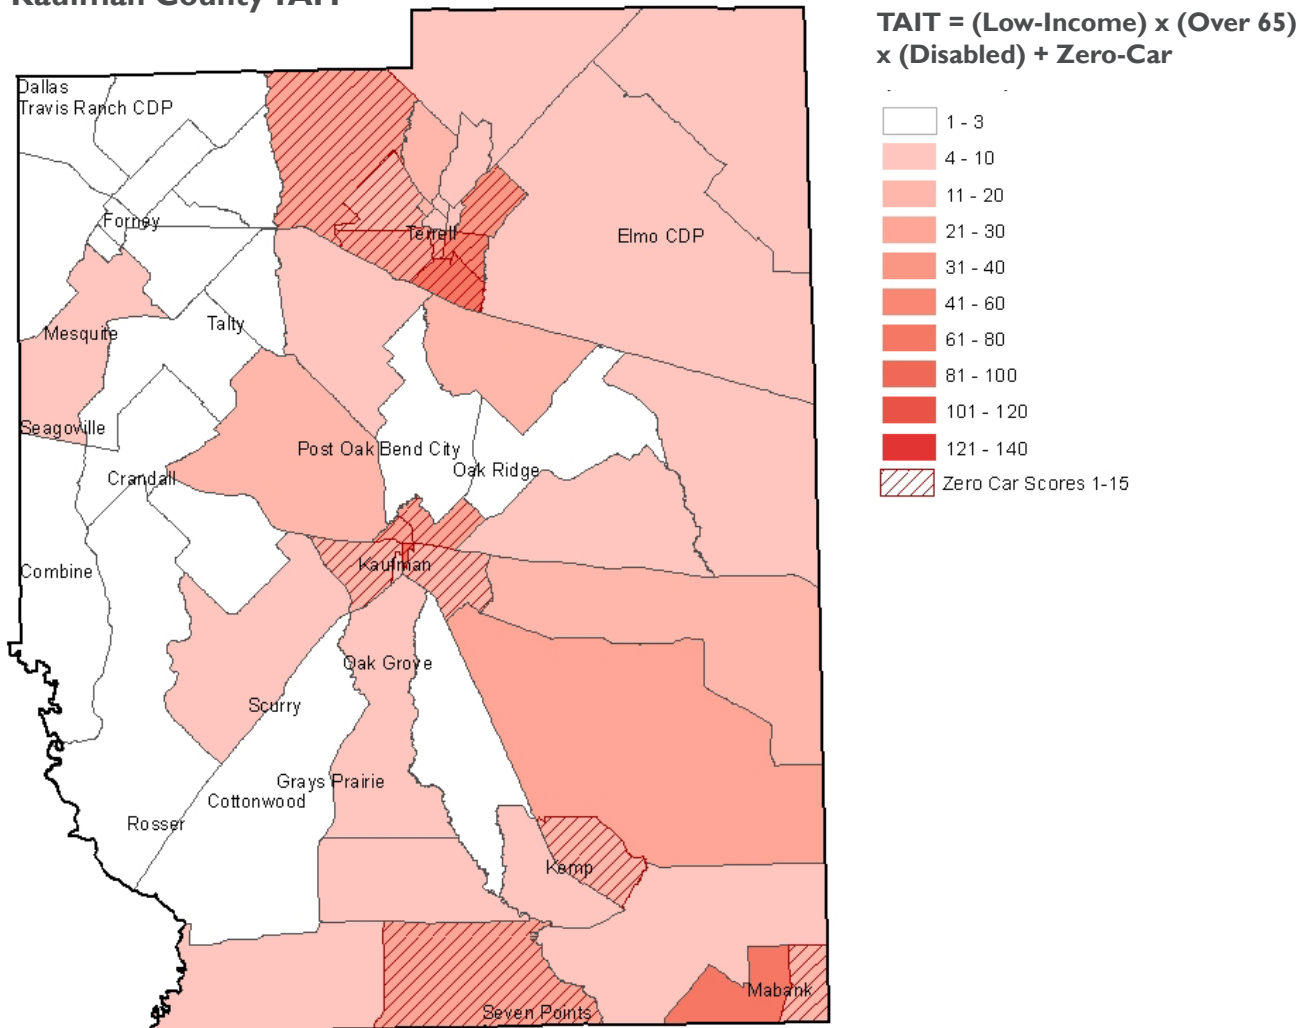 Kaufman County TAIT
TAIT = (Low-Income) x (Over 65)
x (Disabled) + Zero-Car
1 - 3
4 - 10
11 - 20
21 - 30
31 - 40
41 - 60
61 - 80
81 - 100
101 - 120
121 - 140
Zero Car Scores 1-15
Dallas
Travis Ranch CDP
Forney
Terrell
Elmo CDP
Mesquite
Talty
Seagoville
Post Oak Bend City
Oak Ridge
Crandall
Combine
Kaufman
Oak Grove
Scurry
Grays Prairie
Cottonwood
Rosser
Kemp
Mabank
Seven Points